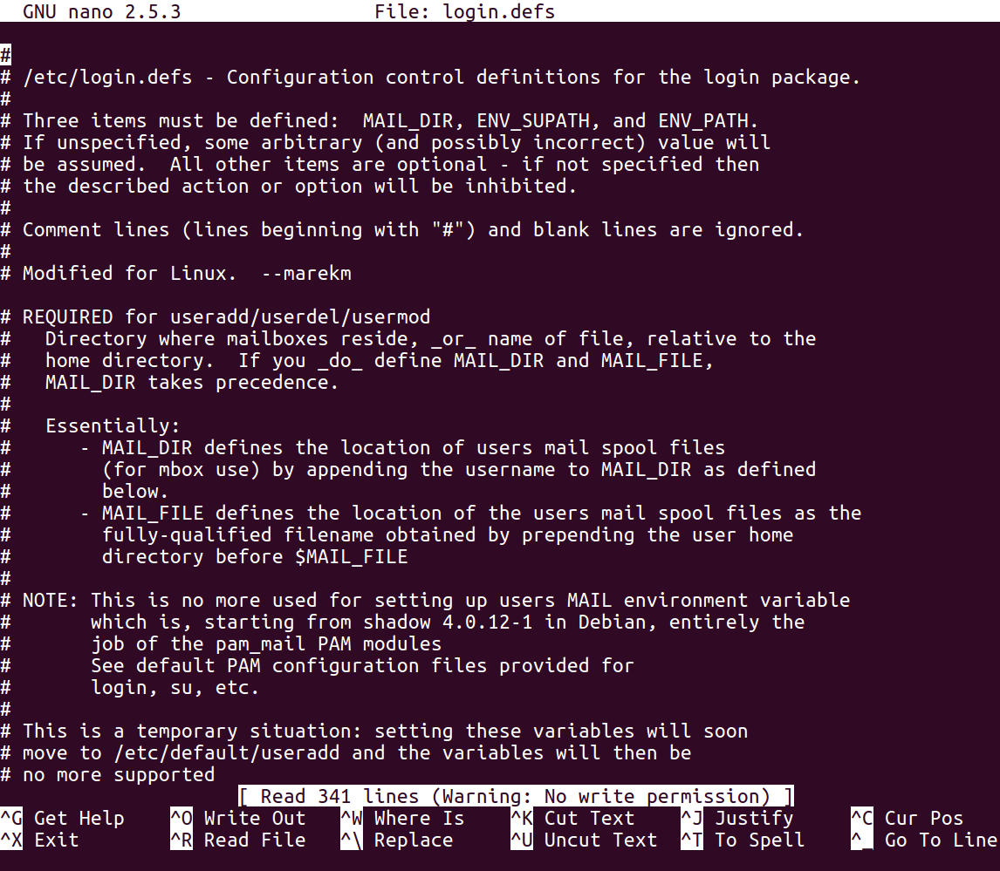 GNU nano 2.5.3                 File: login.defs
#
# /etc/login.defs - Configuration control definitions for the login package.
#
# Three items must be defined:  MAIL_DIR, ENV_SUPATH, and ENV_PATH.
# If unspecified, some arbitrary (and possibly incorrect) value will
# be assumed.  All other items are optional - if not specified then
# the described action or option will be inhibited.
#
# Comment lines (lines beginning with "#") and blank lines are ignored.
#
# Modified for Linux.  --marekm

# REQUIRED for useradd/userdel/usermod
#   Directory where mailboxes reside, _or_ name of file, relative to the
#   home directory.  If you _do_ define MAIL_DIR and MAIL_FILE,
#   MAIL_DIR takes precedence.
#
#   Essentially:
#      - MAIL_DIR defines the location of users mail spool files
#        (for mbox use) by appending the username to MAIL_DIR as defined
#        below.
#      - MAIL_FILE defines the location of the users mail spool files as the
#        fully-qualified filename obtained by prepending the user home
#        directory before $MAIL_FILE
#
# NOTE: This is no more used for setting up users MAIL environment variable
#       which is, starting from shadow 4.0.12-1 in Debian, entirely the
#       job of the pam_mail PAM modules
#       See default PAM configuration files provided for
#       login, su, etc.
#
# This is a temporary situation: setting these variables will soon
# move to /etc/default/useradd and the variables will then be
# no more supported
[ Read 341 lines (Warning: No write permission) ]
^G Get Help    ^O Write Out   ^W Where Is    ^K Cut Text    ^J Justify     ^C Cur Pos
^X Exit        ^R Read File   ^\ Replace     ^U Uncut Text  ^T To Spell    ^_ Go To Line